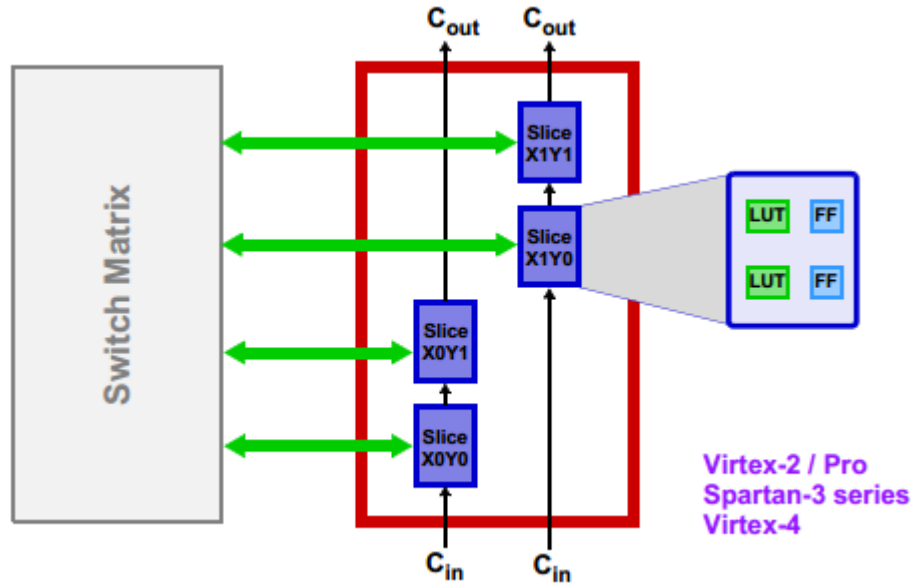 Cout
Cout
Slice
X1Y1
Switch Matrix
Slice
X1Y0
LUT
FF
LUT
FF
Slice
X0Y1
Slice
X0Y0
Virtex-2 / Pro
Spartan-3 series
Virtex-4
Cin
Cin